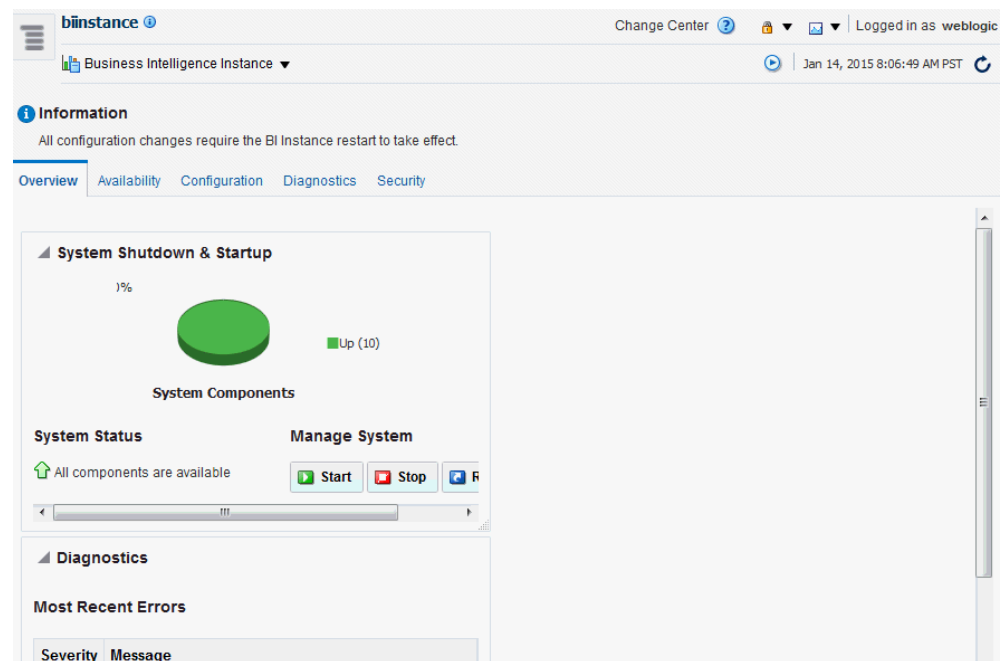 biinstance
Change Center
Logged in as weblogic
Business Intelligence Instance
Jan 14, 2015 8:06:49 AM PST
Information
All configuration changes require the BI Instance restart to take effect.
Overview Availability Configuration Diagnostics Security
System Shutdown & Startup
)%
Up (10)
System Components
System Status
Manage System
All components are available
Start Stop R
Diagnostics
Most Recent Errors
Severity Message